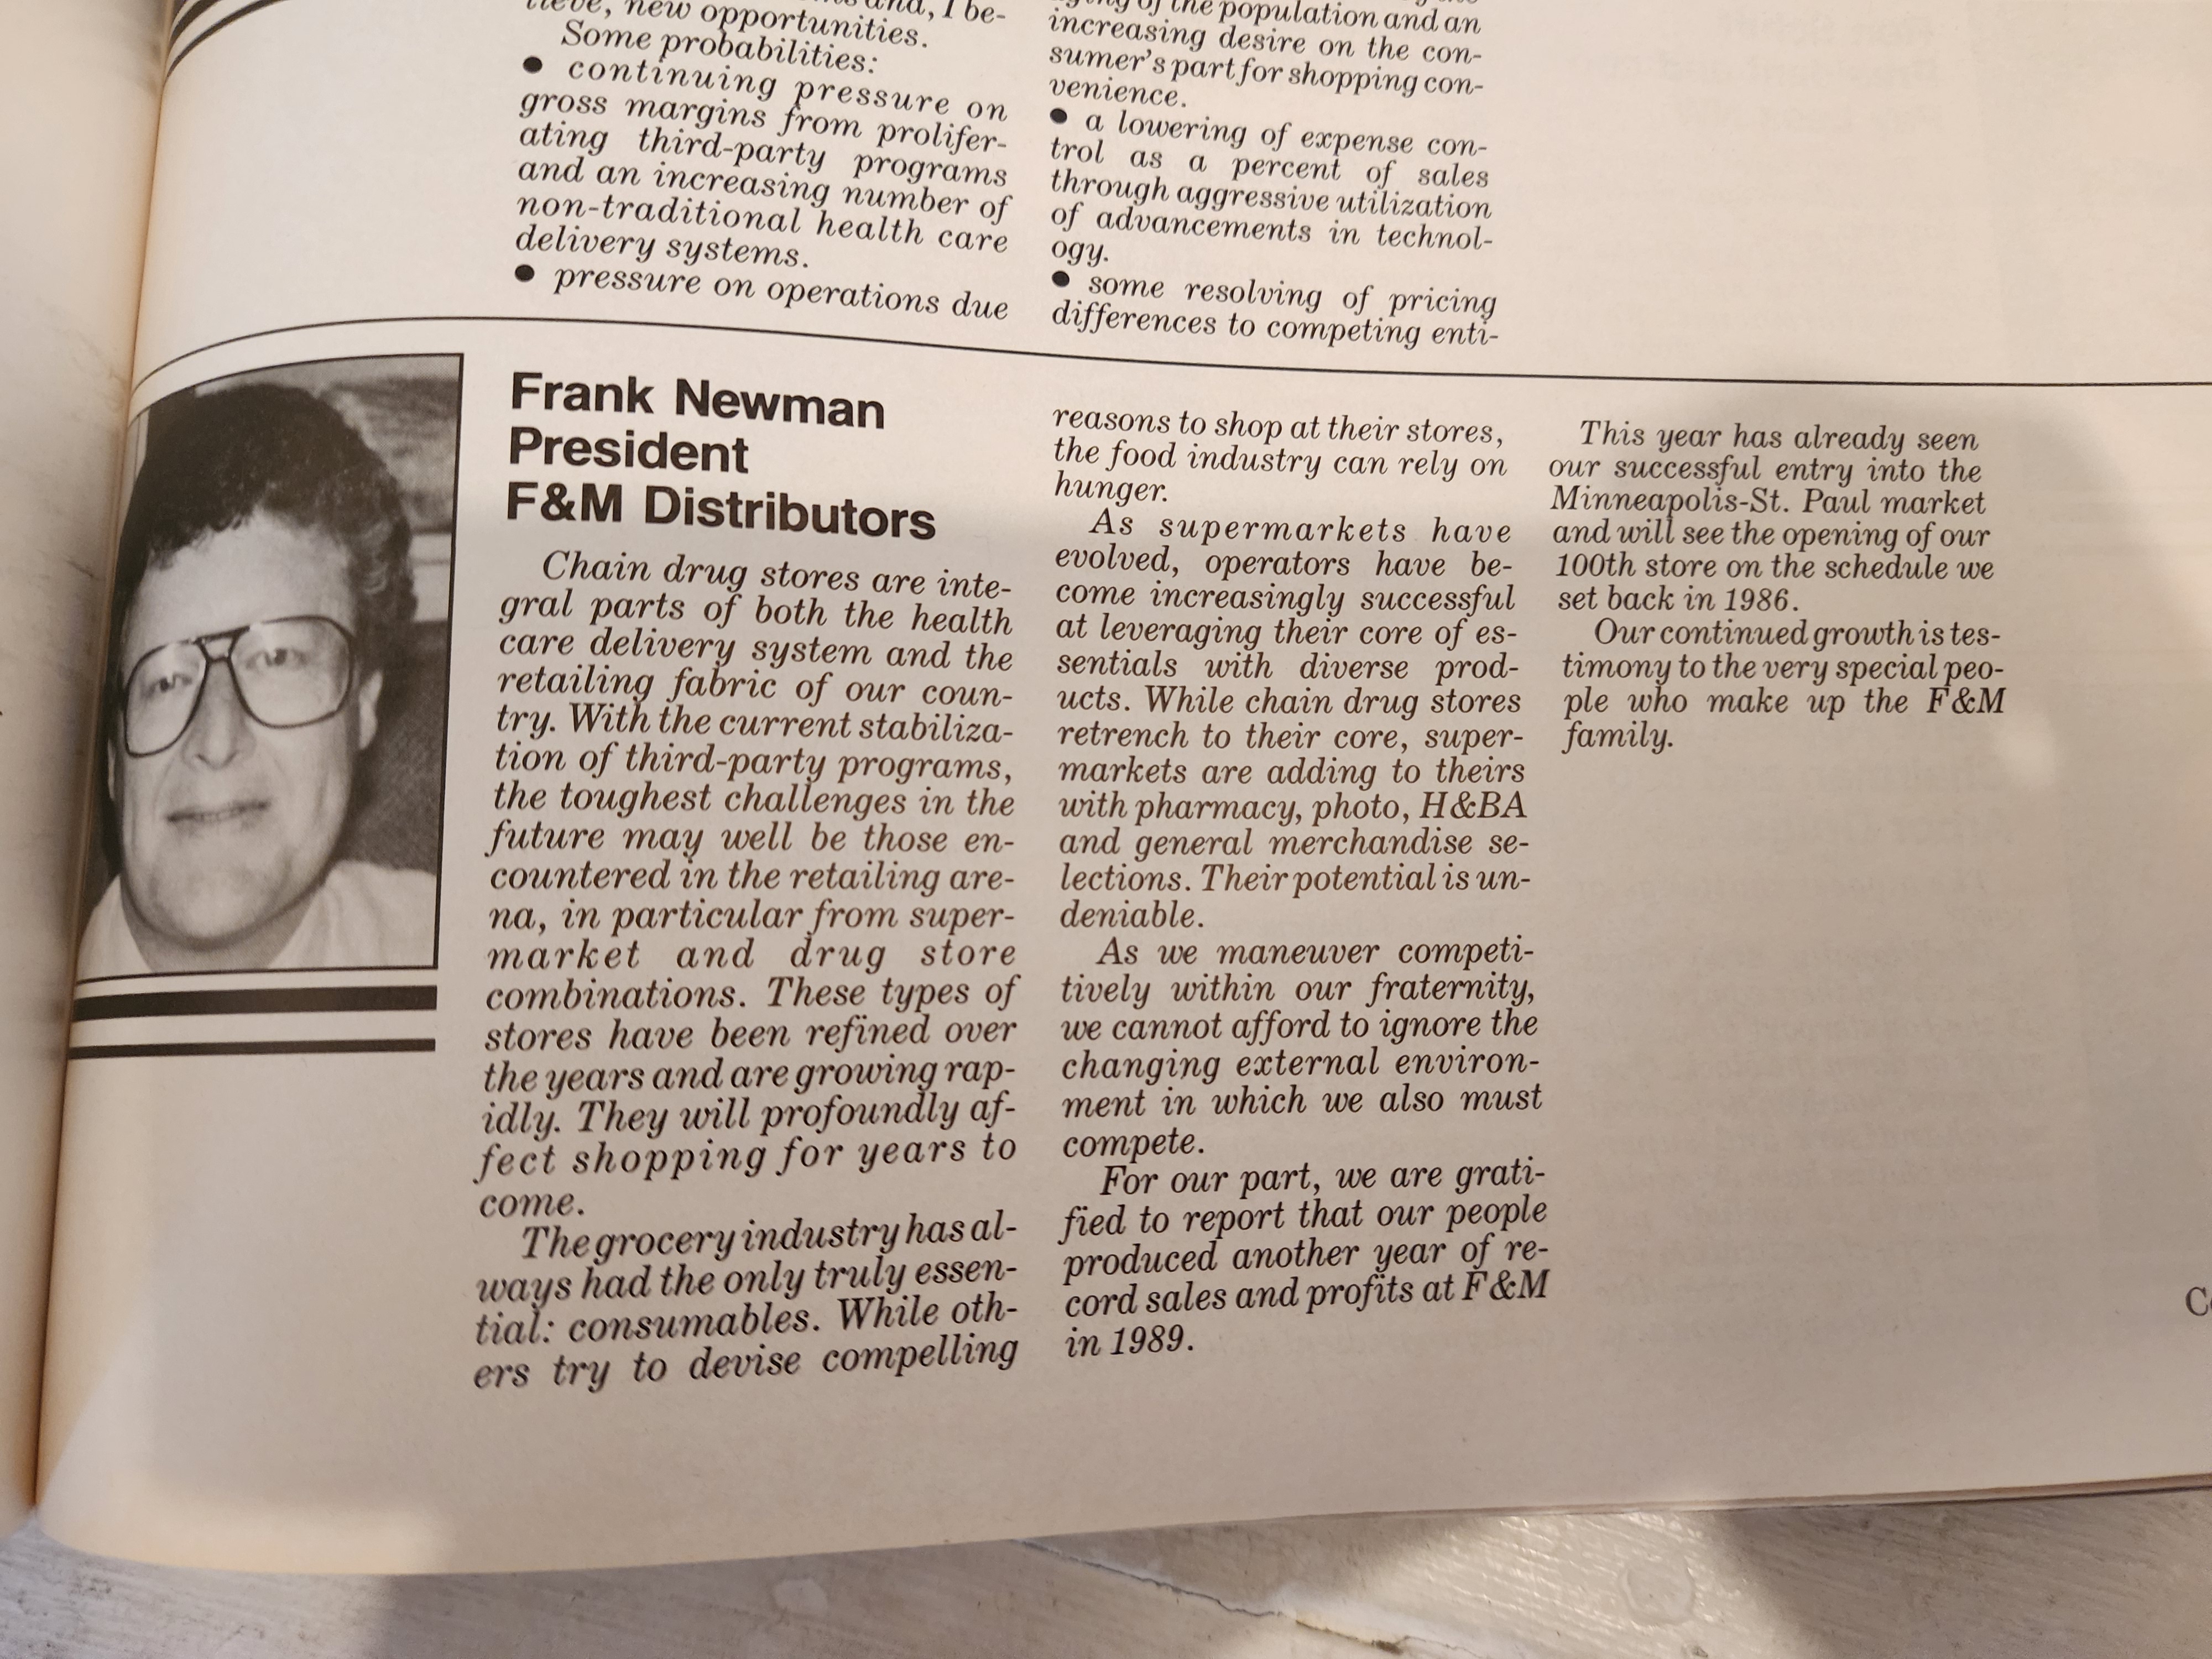 lieve, new opportunities.
Some probabilities:
● continuing pressure on
gross margins from prolifer-
ating third-party programs
and an increasing number of
non-traditional health care
delivery systems.
● pressure on operations due
of the population and an
increasing desire on the con-
sumer's part for shopping con-
venience.
● a lowering of expense con-
trol as a percent of sales
through aggressive utilization
of advancements in technol-
ogy.
● some resolving of pricing
differences to competing enti-
Frank Newman
President
F&M Distributors
Chain drug stores are inte-
gral parts of both the health
care delivery system and the
retailing fabric of our coun-
try. With the current stabiliza-
tion of third-party programs,
the toughest challenges in the
future may well be those en-
countered in the retailing are-
na, in particular from super-
market and drug store
combinations. These types of
stores have been refined over
the years and are growing rap-
idly. They will profoundly af-
fect shopping for years to
come.
The grocery industry has al-
ways had the only truly essen-
tial: consumables. While oth-
ers try to devise compelling
reasons to shop at their stores,
the food industry can rely on
hunger.
As supermarkets have
evolved, operators have be-
come increasingly successful
at leveraging their core of es-
sentials with diverse prod-
ucts. While chain drug stores
retrench to their core, super-
markets are adding to theirs
with pharmacy, photo, H&BA
and general merchandise se-
lections. Their potential is un-
deniable.
As we maneuver competi-
tively within our fraternity,
we cannot afford to ignore the
changing external environ-
ment in which we also must
compete.
For our part, we are grati-
fied to report that our people
produced another year of re-
cord sales and profits at F&M
in 1989.
This year has already seen
our successful entry into the
Minneapolis-St. Paul market
and will see the opening of our
100th store on the schedule we
set back in 1986.
Our continued growth is tes-
timony to the very special peo-
ple who make up the F&M
family.